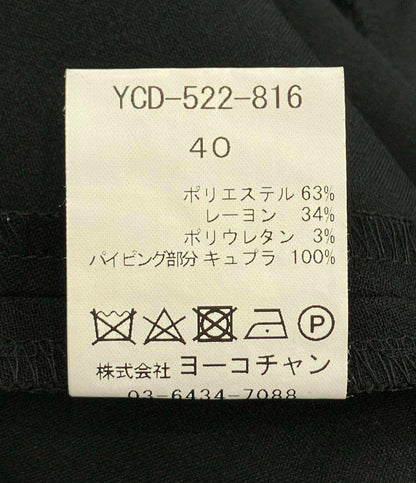 YCD-522-816
40
ポリエステル 63%
レーヨン 34%
ポリウレタン 3%
パイピング部分 キュプラ 100%
P
株式会社 ヨーコチャン
03-6434-7088